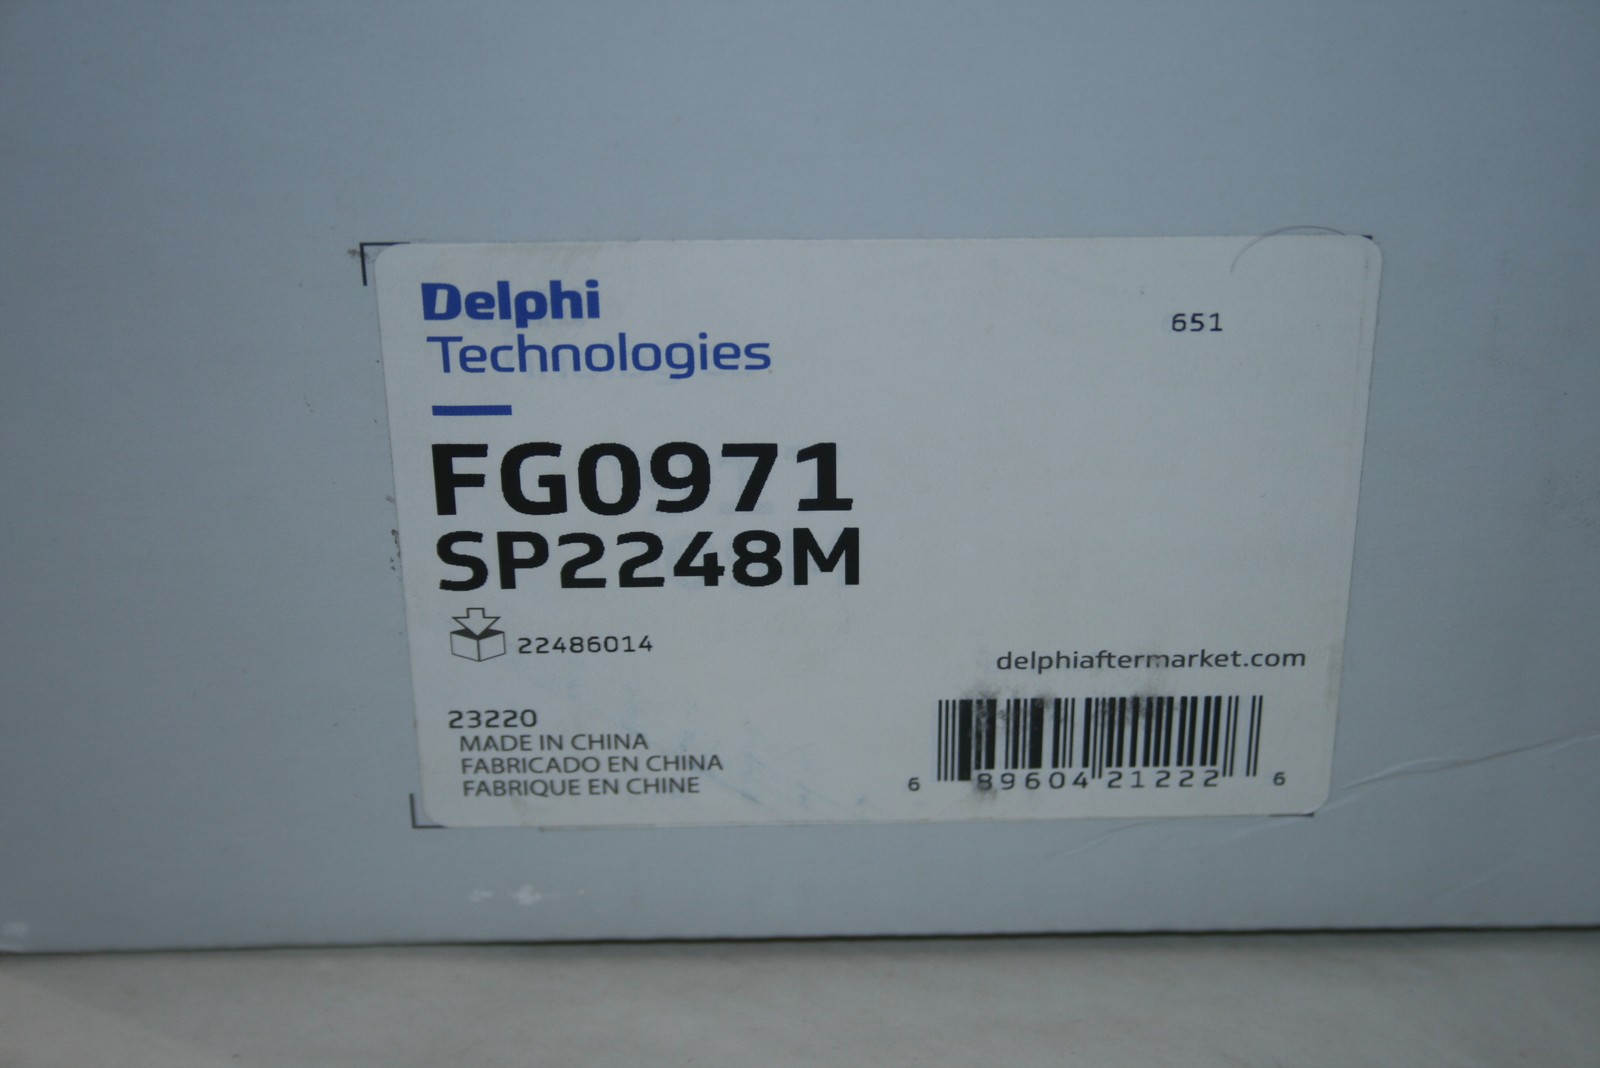 Delphi
Technologies
651
FG0971
SP2248M
22486014
delphiaftermarket.com
23220
MADE IN CHINA
FABRICADO EN CHINA
FABRIQUE EN CHINE
6 89604 21222 6